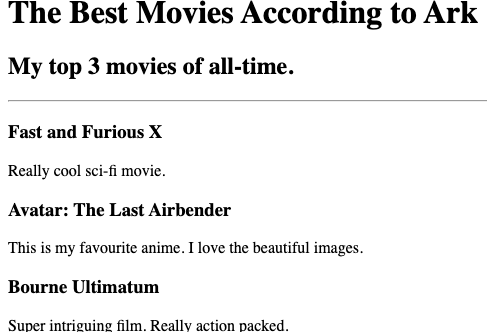 The Best Movies According to Ark
My top 3 movies of all-time.
Fast and Furious X
Really cool sci-fi movie.
Avatar: The Last Airbender
This is my favourite anime. I love the beautiful images.
Bourne Ultimatum
Super intriguing film. Really action packed.